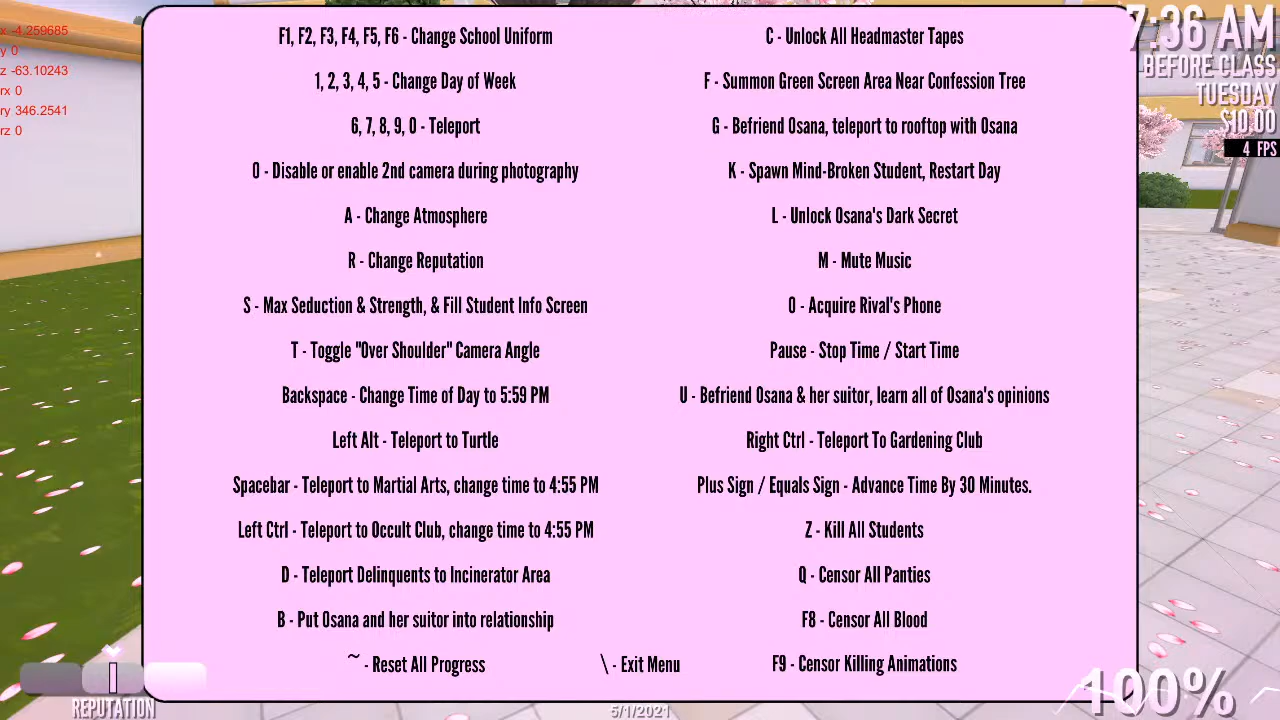 x -4.259685
y 0
z -63.10243
rx 0
ry 346.2541
rz 0
F1, F2, F3, F4, F5, F6 - Change School Uniform
1, 2, 3, 4, 5 - Change Day of Week
6, 7, 8, 9, 0 - Teleport
0 - Disable or enable 2nd camera during photography
A - Change Atmosphere
R - Change Reputation
S - Max Seduction & Strength, & Fill Student Info Screen
T - Toggle "Over Shoulder" Camera Angle
Backspace - Change Time of Day to 5:59 PM
Left Alt - Teleport to Turtle
Spacebar - Teleport to Martial Arts, change time to 4:55 PM
Left Ctrl - Teleport to Occult Club, change time to 4:55 PM
D - Teleport Delinquents to Incinerator Area
B - Put Osana and her suitor into relationship
~ - Reset All Progress
\ - Exit Menu
C - Unlock All Headmaster Tapes
F - Summon Green Screen Area Near Confession Tree
G - Befriend Osana, teleport to rooftop with Osana
K - Spawn Mind-Broken Student, Restart Day
L - Unlock Osana's Dark Secret
M - Mute Music
O - Acquire Rival's Phone
Pause - Stop Time / Start Time
U - Befriend Osana & her suitor, learn all of Osana's opinions
Right Ctrl - Teleport To Gardening Club
Plus Sign / Equals Sign - Advance Time By 30 Minutes.
Z - Kill All Students
Q - Censor All Panties
F8 - Censor All Blood
F9 - Censor Killing Animations
7:36 AM
BEFORE CLASS
TUESDAY
$10.00
4 FPS
REPUTATION
5/1/2021
100%